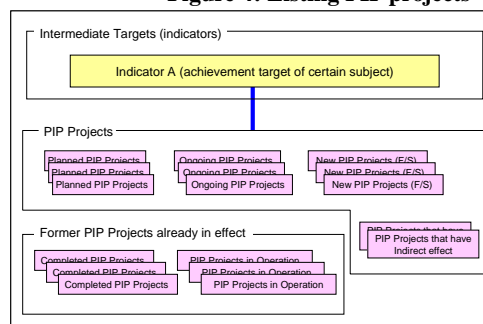 Figure 4: Listing PIP projects
Intermediate Targets (indicators)
Indicator A (achievement target of certain subject)
PIP Projects
Planned PIP Projects
Planned PIP Projects
Planned PIP Projects
Ongoing PIP Projects
Ongoing PIP Projects
Ongoing PIP Projects
New PIP Projects (F/S)
New PIP Projects (F/S)
New PIP Projects (F/S)
PIP Projects that have
PIP Projects that have
Indirect effect
Former PIP Projects already in effect
Completed PIP Projects
Completed PIP Projects
Completed PIP Projects
PIP Projects in Operation
PIP Projects in Operation
PIP Projects in Operation